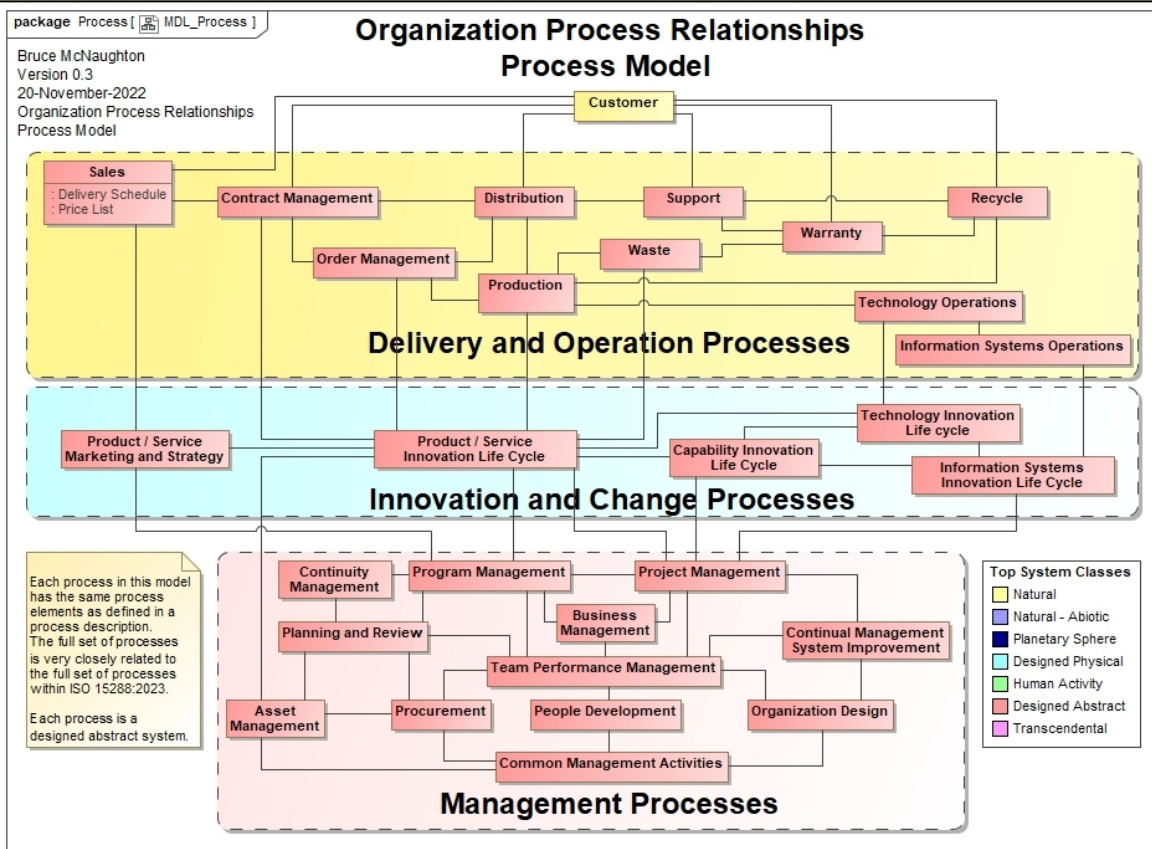 package Process [ MDL_Process ]
Organization Process Relationships
Process Model
Bruce McNaughton
Version 0.3
20-November-2022
Organization Process Relationships
Process Model
Customer
Sales
: Delivery Schedule
: Price List
Contract Management
Distribution
Support
Recycle
Warranty
Waste
Order Management
Production
Technology Operations
Information Systems Operations
Delivery and Operation Processes
Product / Service
Marketing and Strategy
Product / Service
Innovation Life Cycle
Capability Innovation
Life Cycle
Technology Innovation
Life cycle
Information Systems
Innovation Life Cycle
Innovation and Change Processes
Each process in this model
has the same process
elements as defined in a
process description.
The full set of processes
is very closely related to
the full set of processes
within ISO 15288:2023.
Each process is a
designed abstract system.
Continuity
Management
Program Management
Project Management
Business
Management
Planning and Review
Continual Management
System Improvement
Team Performance Management
Asset
Management
Procurement
People Development
Organization Design
Common Management Activities
Management Processes
Top System Classes
Natural
Natural - Abiotic
Planetary Sphere
Designed Physical
Human Activity
Designed Abstract
Transcendental